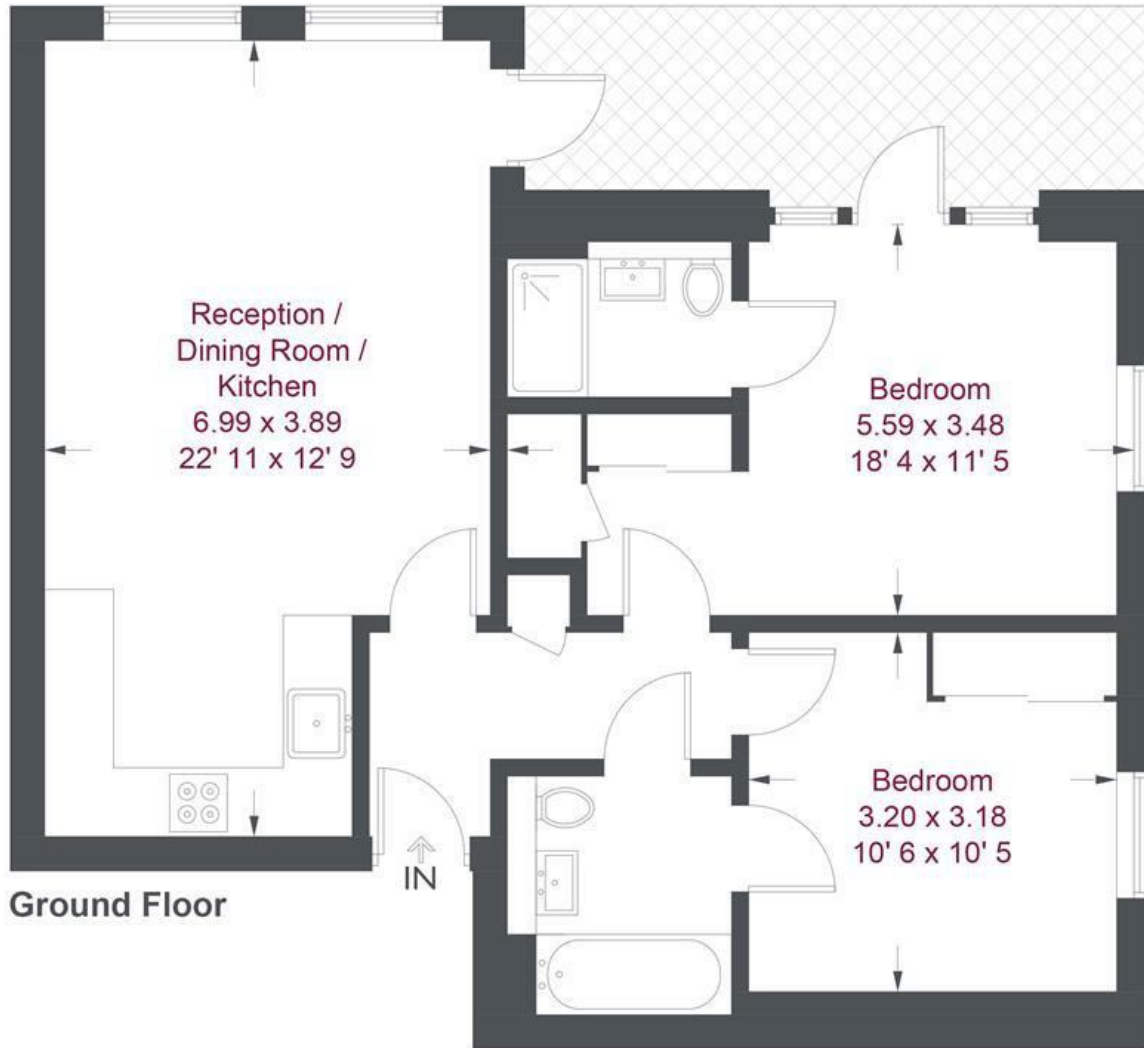 Reception /
Dining Room /
Kitchen
6.99 x 3.89
22' 11 x 12' 9
Bedroom
5.59 x 3.48
18' 4 x 11' 5
Bedroom
3.20 x 3.18
10' 6 x 10' 5
IN
Ground Floor